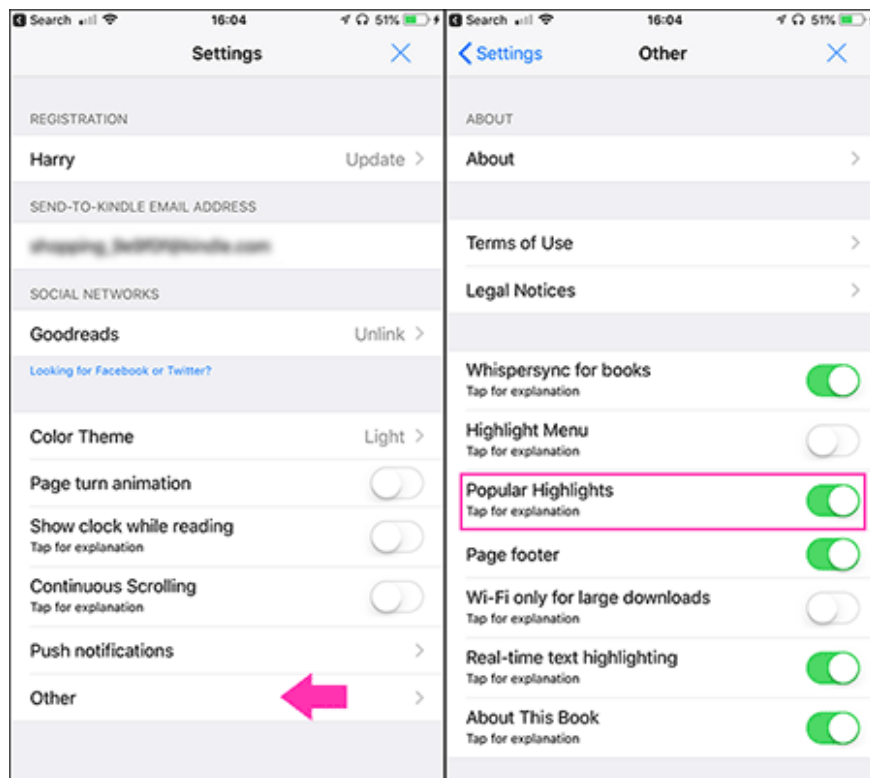 Search 16:04 51%
Settings
REGISTRATION
Harry Update
SEND-TO-KINDLE EMAIL ADDRESS
SOCIAL NETWORKS
Goodreads Unlink
Looking for Facebook or Twitter?
Color Theme Light
Page turn animation
Show clock while reading
Tap for explanation
Continuous Scrolling
Tap for explanation
Push notifications
Other
Search 16:04 51%
Settings Other
ABOUT
About
Terms of Use
Legal Notices
Whispersync for books
Tap for explanation
Highlight Menu
Tap for explanation
Popular Highlights
Tap for explanation
Page footer
Wi-Fi only for large downloads
Tap for explanation
Real-time text highlighting
Tap for explanation
About This Book
Tap for explanation